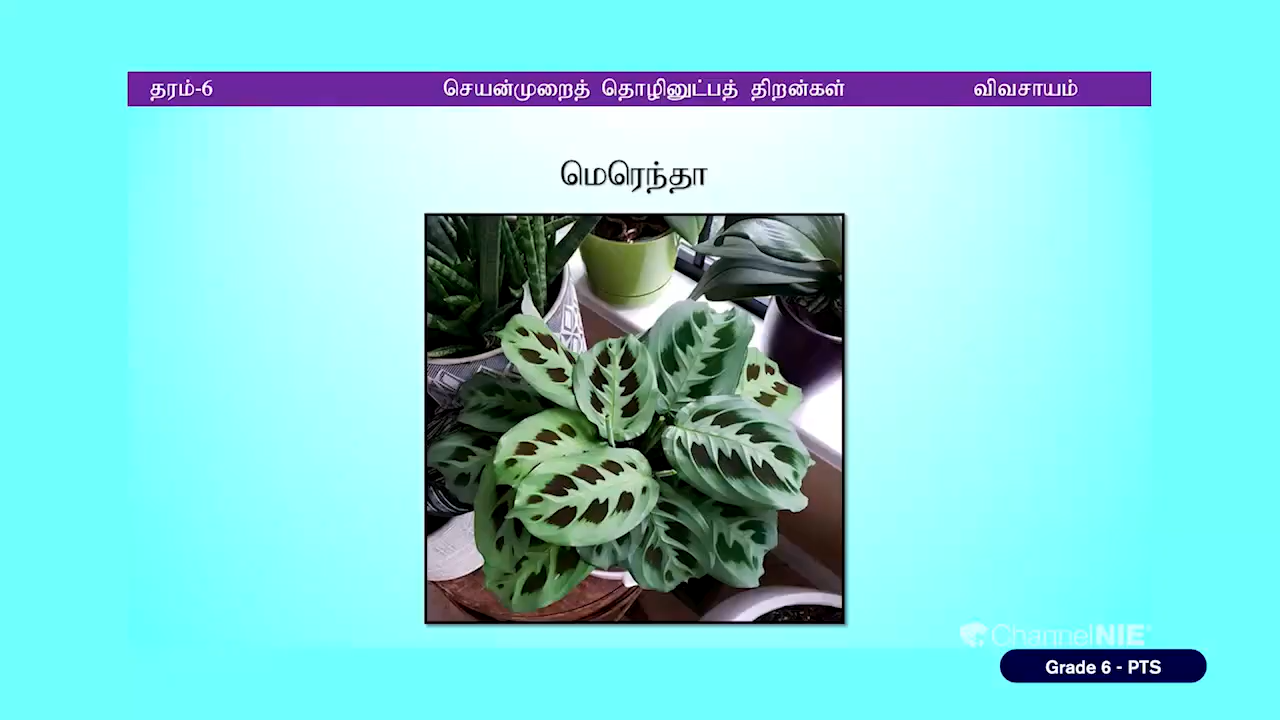 தரம்-6 செயன்முறைத் தொழினுட்பத் திறன்கள் விவசாயம்
மெரெந்தா
ChannelNIE
Grade 6 - PTS